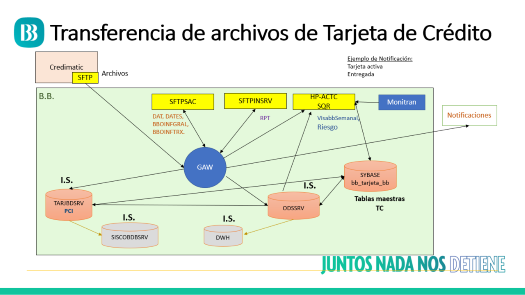 BB Transferencia de archivos de Tarjeta de Crédito
Credimatic
SFTP
Archivos
Ejemplo de Notificación:
Tarjeta activa
Entregada
B.B.
SFTPSAC
SFTPINSRV
HP-ACTC
SQR
Monitran
DAT, DATES,
BBDINFGRAL,
BBDINFTRX,
RPT
VisabbSemanal,
Riesgo
Notificaciones
GAW
I.S.
TARJBDSRV
PCI
I.S.
SISCOBDBSRV
I.S.
DWH
I.S.
ODSSRV
SYBASE
bb_tarjeta_bb
Tablas maestras
TC
JUNTOS NADA NOS DETIENE